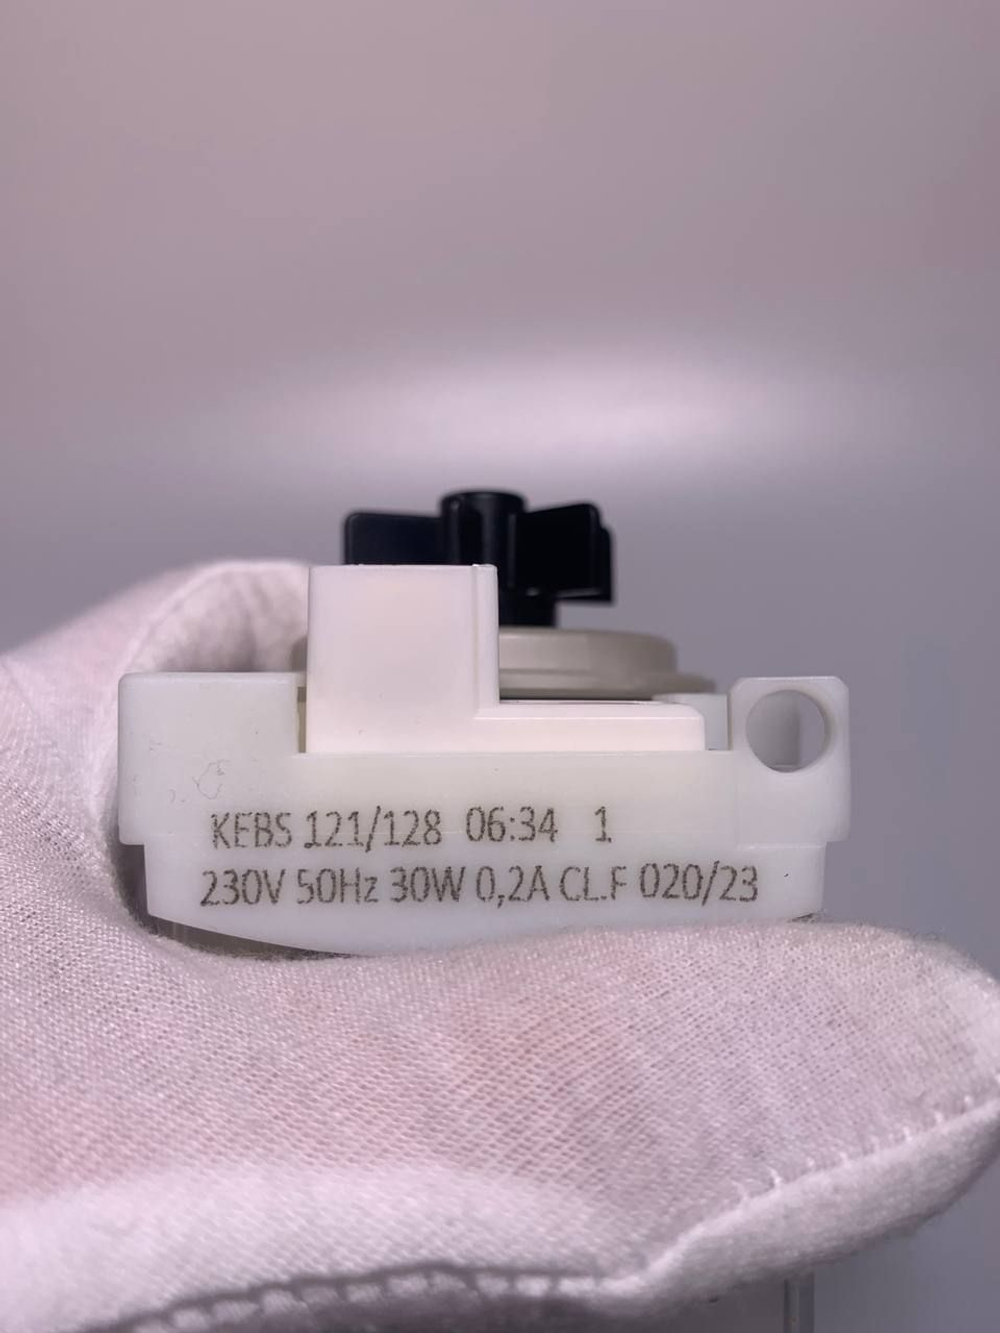 KEBS 121/128 06:34 1
230V 50Hz 30W 0,2A CL.F 020/23